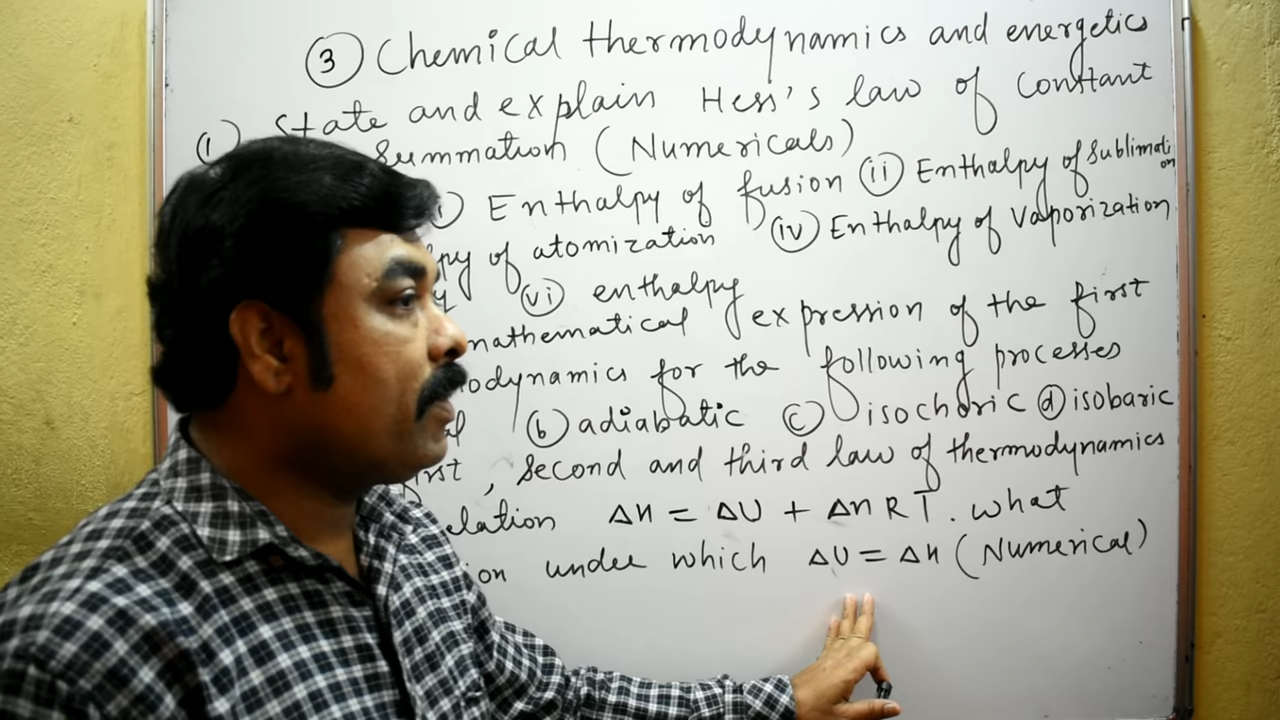 ③ Chemical thermodynamics and energetics
① State and explain Hess's law of constant
Summation (Numericals)
Enthalpy of fusion (ii) Enthalpy of sublimation
of atomization (iv) Enthalpy of vaporization
(vi) enthalpy
mathematical expression of the first
for the following processes
(b) adiabatic (c) isochoric (d) isobaric
, second and third law of thermodynamics
ΔH = ΔU + ΔnRT. what
under which ΔU = ΔH (Numerical)